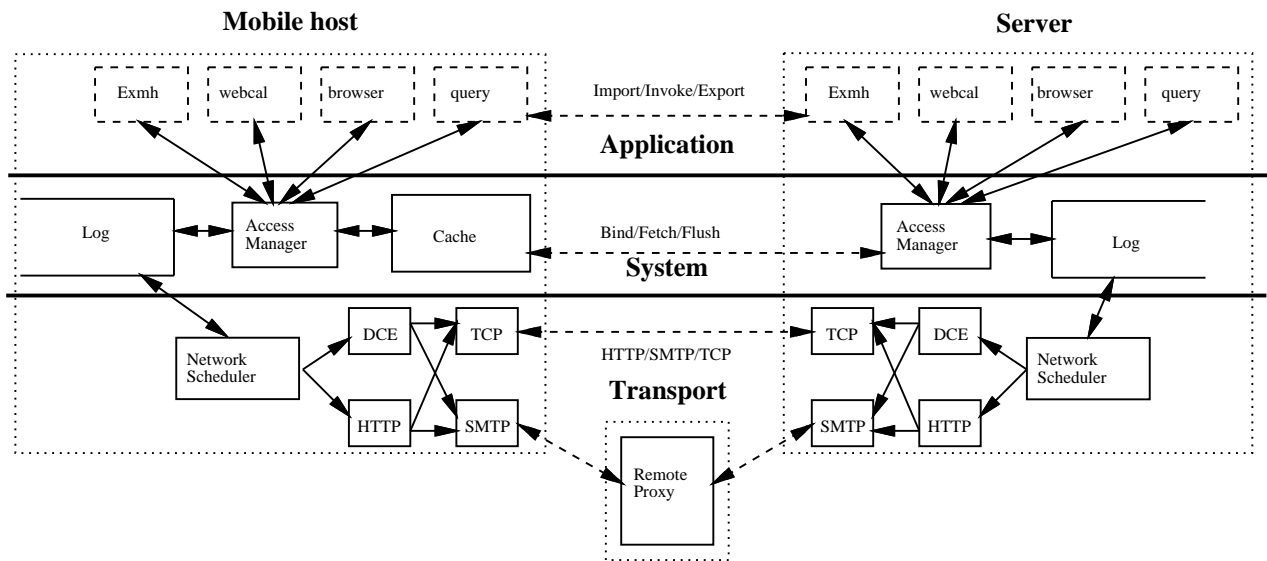 Mobile host
Server
Exmh
webcal
browser
query
Import/Invoke/Export
Exmh
webcal
browser
query
Application
Log
Access
Manager
Cache
Bind/Fetch/Flush
System
Access
Manager
Log
Network
Scheduler
DCE
TCP
HTTP
SMTP
HTTP/SMTP/TCP
Transport
TCP
DCE
SMTP
HTTP
Network
Scheduler
Remote
Proxy